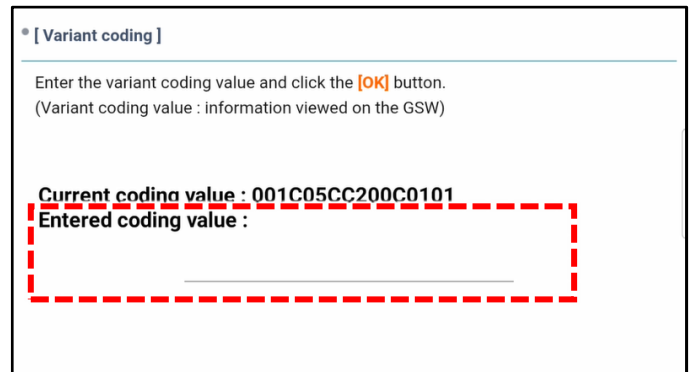 [ Variant coding ]
Enter the variant coding value and click the [OK] button.
(Variant coding value : information viewed on the GSW)
Current coding value : 001C05CC200C0101
Entered coding value :